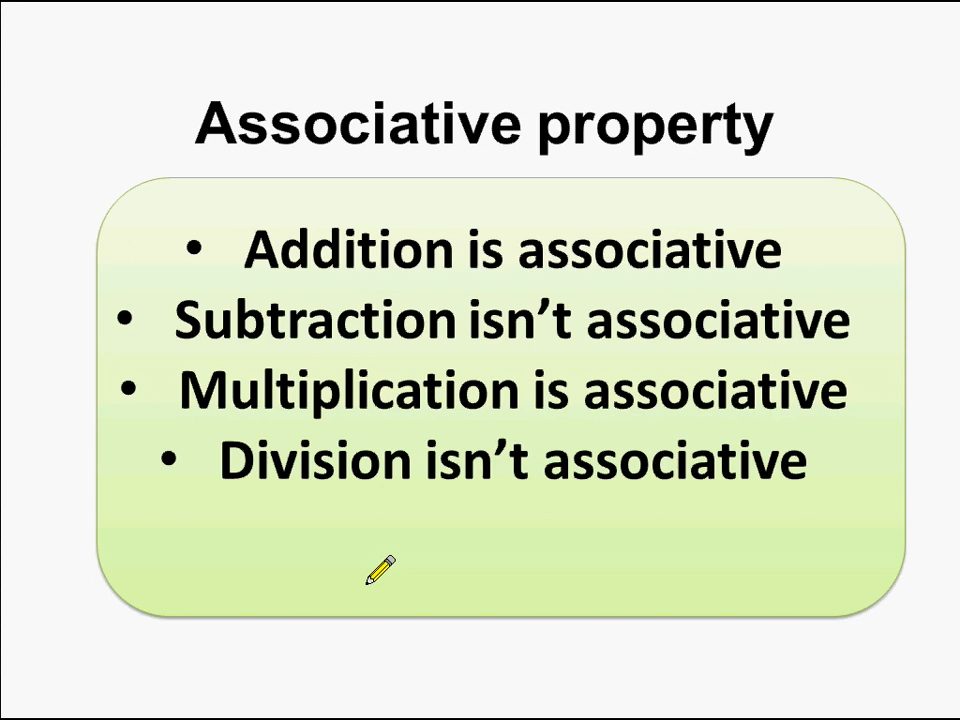 Associative property
• Addition is associative
• Subtraction isn’t associative
• Multiplication is associative
• Division isn’t associative